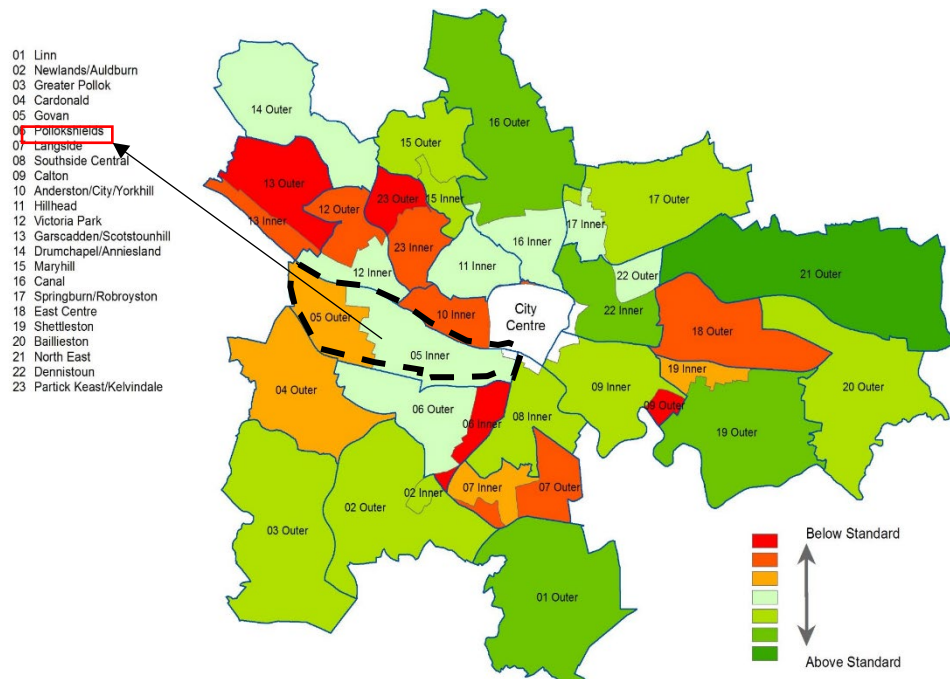 01 Linn
02 Newlands/Auldburn
03 Greater Pollok
04 Cardonald
05 Govan
06 Pollokshields
07 Langside
08 Southside Central
09 Calton
10 Anderston/City/Yorkhill
11 Hillhead
12 Victoria Park
13 Garscadden/Scotstounhill
14 Drumchapel/Anniesland
15 Maryhill
16 Canal
17 Springburn/Robroyston
18 East Centre
19 Shettleston
20 Baillieston
21 North East
22 Dennistoun
23 Partick Keast/Kelvindale
14 Outer
16 Outer
15 Outer
13 Outer
23 Outer
15 Inner
17 Outer
12 Outer
13 Inner
17 Inner
23 Inner
16 Inner
11 Inner
12 Inner
22 Outer
21 Outer
City
Centre
22 Inner
05 Outer
10 Inner
18 Outer
05 Inner
19 Inner
04 Outer
09 Inner
20 Outer
06 Outer
09 Outer
08 Inner
06 Inner
19 Outer
07 Inner
07 Outer
02 Inner
02 Outer
03 Outer
01 Outer
Below Standard
Above Standard